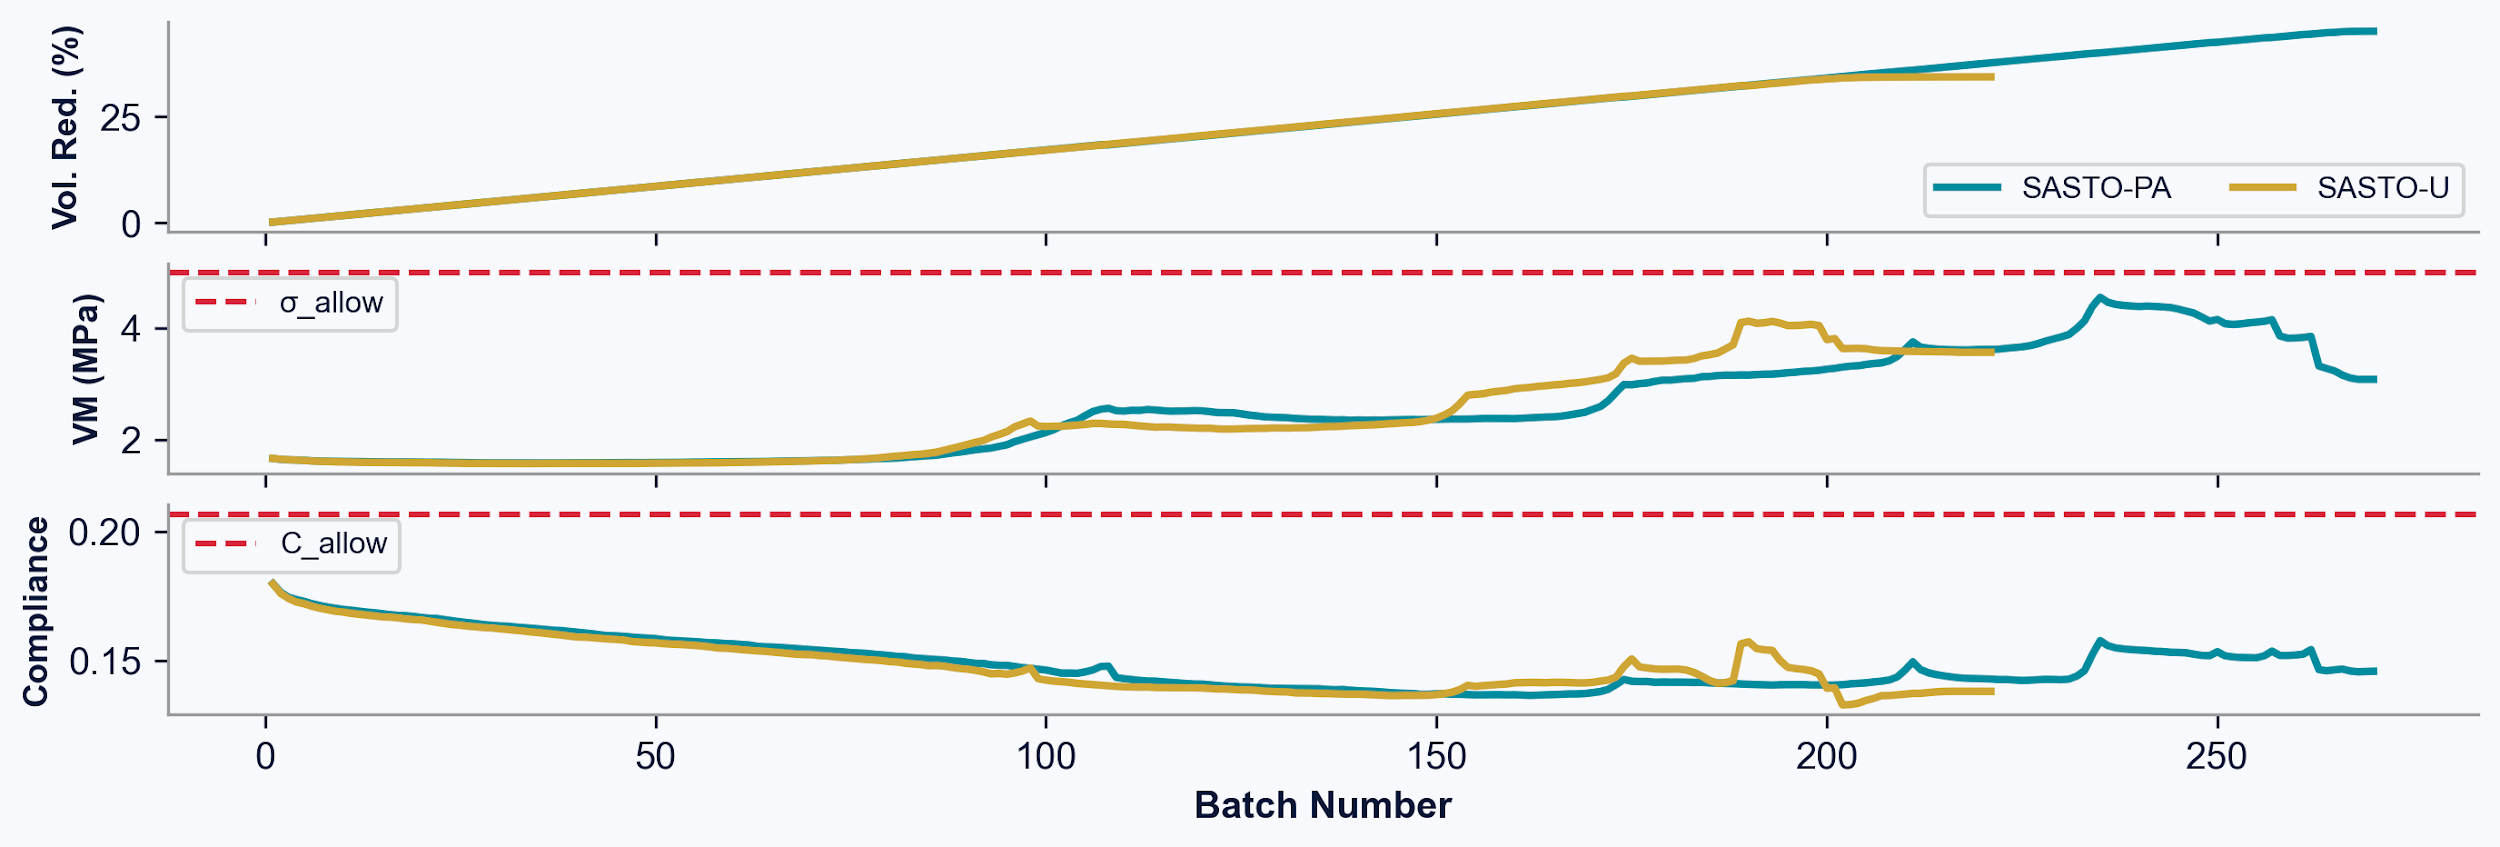 Vol. Red. (%)
25
0
SASTO-PA
SASTO-U
VM (MPa)
4
2
σ_allow
Compliance
0.20
0.15
C_allow
0
50
100
150
200
250
Batch Number